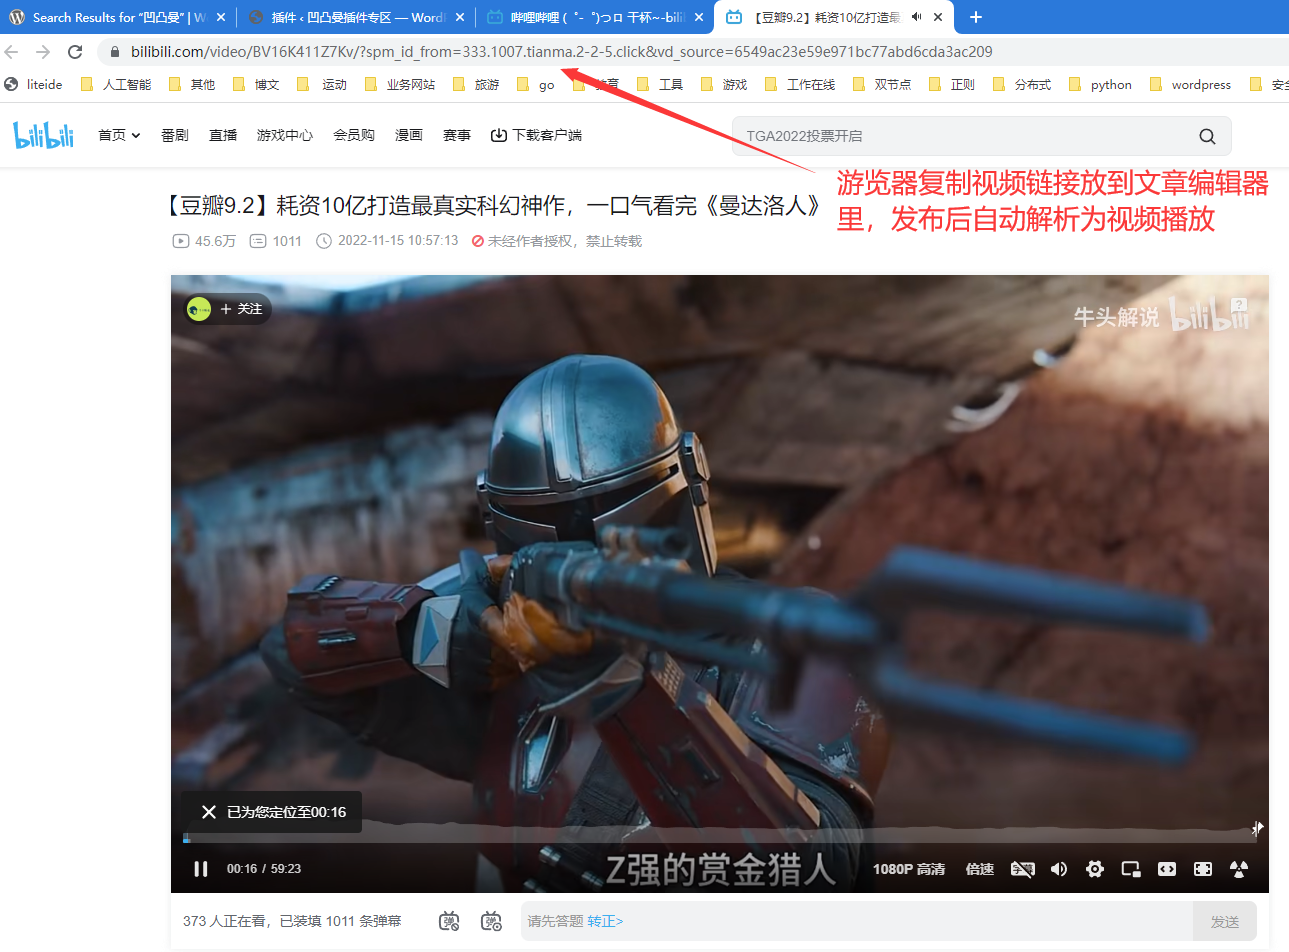 Search Results for “凹凸曼” | W
插件 ‹ 凹凸曼插件专区 — Word
哔哩哔哩 ( ゜- ゜)つロ 干杯~-bili
【豆瓣9.2】耗资10亿打造最
bilibili.com/video/BV16K411Z7Kv/?spm_id_from=333.1007.tianma.2-2-5.click&vd_source=6549ac23e59e971bc77abd6cda3ac209
liteide 人工智能 其他 博文 运动 业务网站 旅游 go 教育 工具 游戏 工作在线 双节点 正则 分布式 python wordpress 安全
bilibili 首页 番剧 直播 游戏中心 会员购 漫画 赛事 下载客户端 TGA2022投票开启
游览器复制视频链接放到文章编辑器
里，发布后自动解析为视频播放
【豆瓣9.2】耗资10亿打造最真实科幻神作，一口气看完《曼达洛人》
45.6万 1011 2022-11-15 10:57:13 未经作者授权，禁止转载
+ 关注
牛头解说 bilibili
已为您定位至00:16
Z强的赏金猎人
00:16 / 59:23 1080P 高清 倍速
373 人正在看，已装填 1011 条弹幕 请先答题 转正> 发送